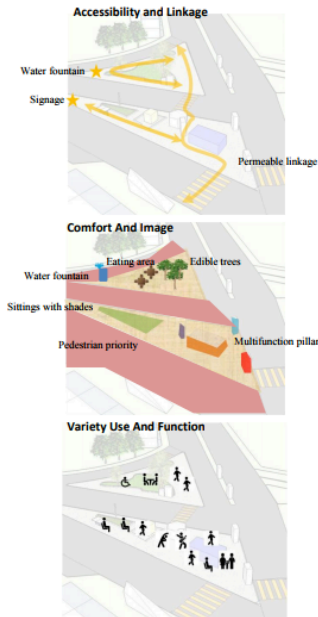 Accessibility and Linkage
Water fountain
Signage
Permeable linkage
Comfort And Image
Eating area
Edible trees
Water fountain
Sittings with shades
Multifunction pillar
Pedestrian priority
Variety Use And Function